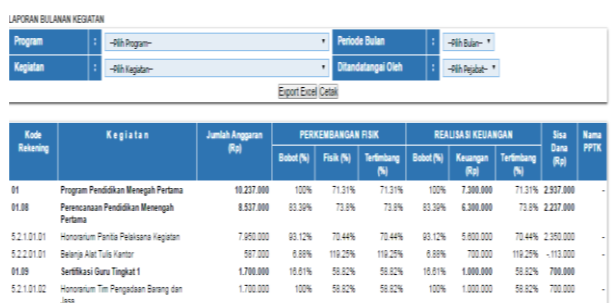 LAPORAN BULANAN KEGIATAN
Program : --Pilih Program-- Periode Bulan : --Pilih Bulan--
Kegiatan : --Pilih Kegiatan-- Ditandatangai Oleh : --Pilih Pejabat--
Export Excel Cetak
Kode Rekening Kegiatan Jumlah Anggaran (Rp) PERKEMBANGAN FISIK REALISASI KEUANGAN Sisa Dana (Rp) Nama PPTK
Bobot (%) Fisik (%) Tertimbang (%) Bobot (%) Keuangan (Rp) Tertimbang (%)
01 Program Pendidikan Menegah Pertama 10.237.000 100% 71.31% 71.31% 100% 7.300.000 71.31% 2.937.000 -
01.08 Perencanaan Pendidikan Menengah Pertama 8.537.000 83.39% 73.8% 73.8% 83.39% 6.300.000 73.8% 2.237.000 -
5.2.1.01.01 Honorarium Panitia Pelaksana Kegiatan 7.950.000 93.12% 70.44% 70.44% 93.12% 5.600.000 70.44% 2.350.000 -
5.2.2.01.01 Belanja Alat Tulis Kantor 587.000 6.88% 119.25% 119.25% 6.88% 700.000 119.25% -113.000 -
01.09 Sertifikasi Guru Tingkat 1 1.700.000 16.61% 58.82% 58.82% 16.61% 1.000.000 58.82% 700.000 -
5.2.1.01.02 Honorarium Tim Pengadaan Barang dan Jasa 1.700.000 100% 58.82% 58.82% 100% 1.000.000 58.82% 700.000 -